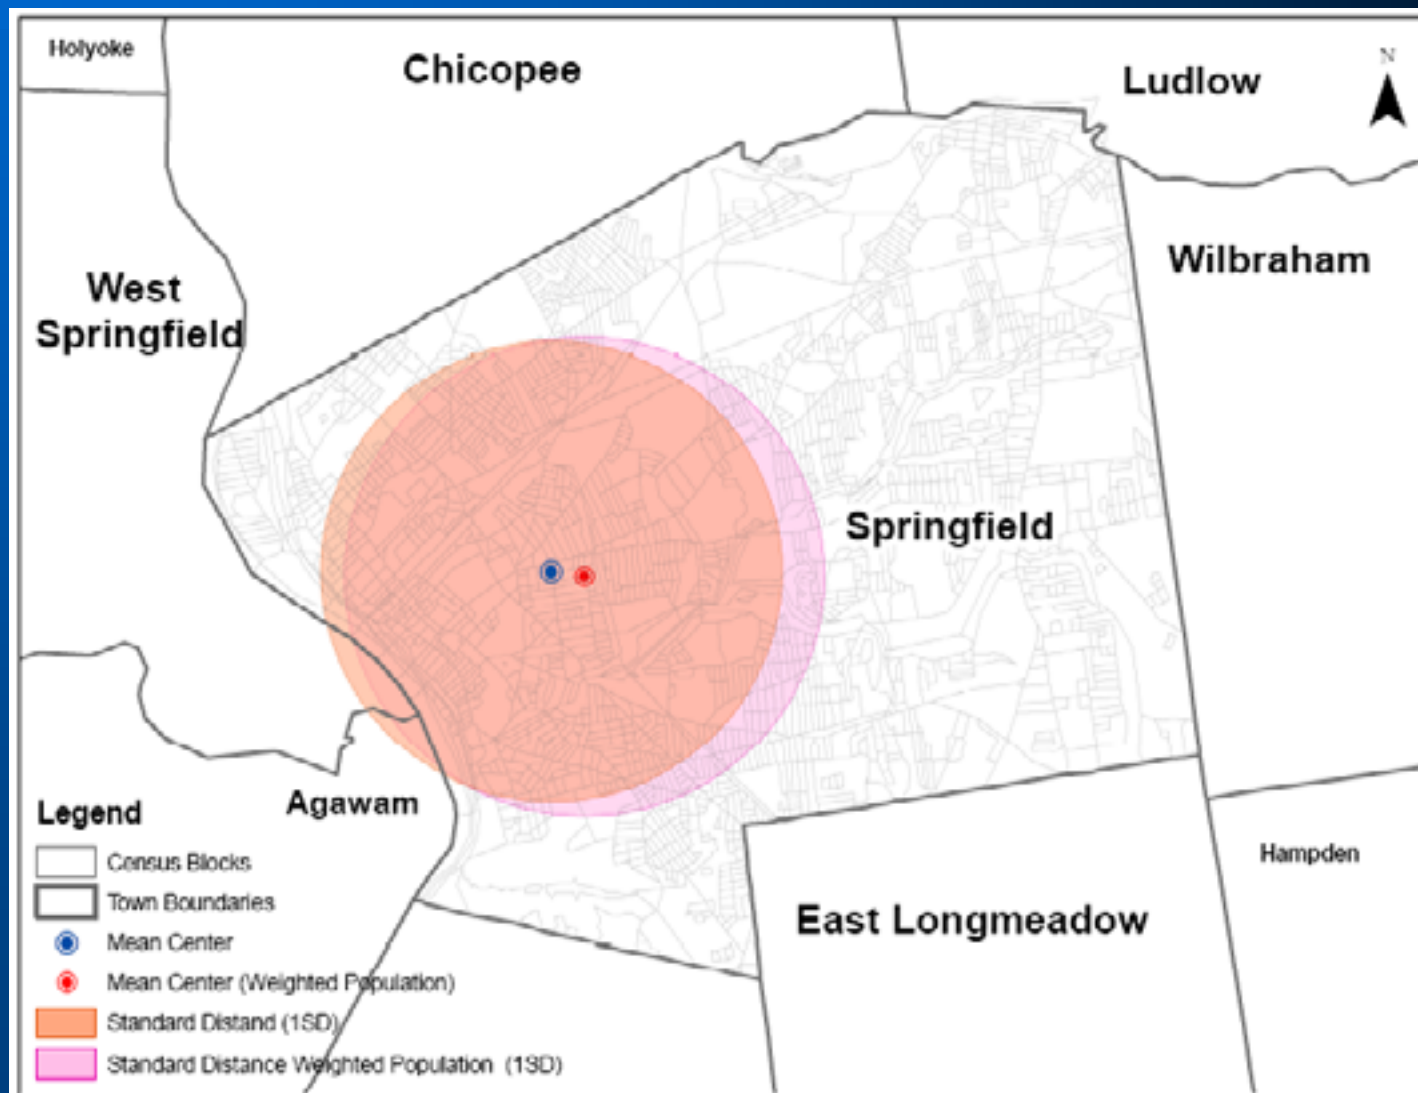 Holyoke
Chicopee
Ludlow
N
Wilbraham
West
Springfield
Springfield
Agawam
Hampden
East Longmeadow
Legend
Census Blocks
Town Boundaries
Mean Center
Mean Center (Weighted Population)
Standard Distand (1SD)
Standard Distance Weighted Population (1SD)